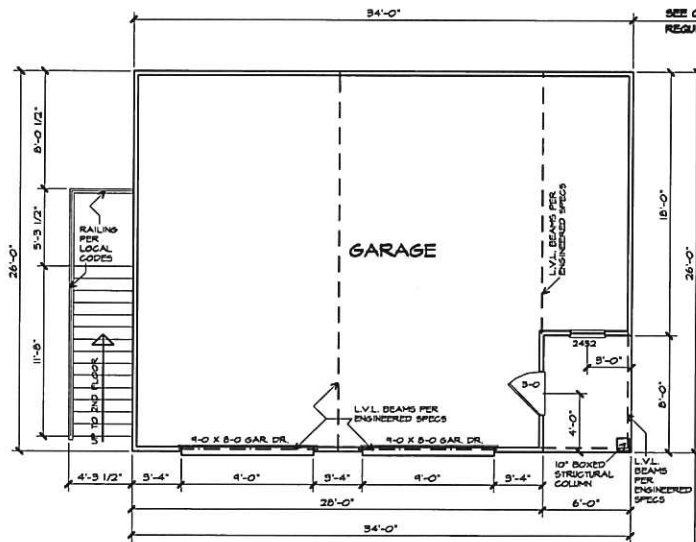 34'-0"
SEE
REQUI
8'-0 1/2"
5'-3 1/2"
11'-8"
26'-0"
RAILING
PER
LOCAL
CODES
UP TO 2ND FLOOR
GARAGE
L.V.L. BEAMS PER
ENGINEERED SPECS
18'-0"
26'-0"
2432
3'-0"
3-0
4'-0"
8'-0"
L.V.L. BEAMS PER
ENGINEERED SPECS
9-0 X 8-0 GAR. DR.
9-0 X 8-0 GAR. DR.
10" BOXED
STRUCTURAL
COLUMN
L.V.L.
BEAMS
PER
ENGINEERED
SPECS
4'-3 1/2"
3'-4"
9'-0"
3'-4"
9'-0"
3'-4"
28'-0"
6'-0"
34'-0"